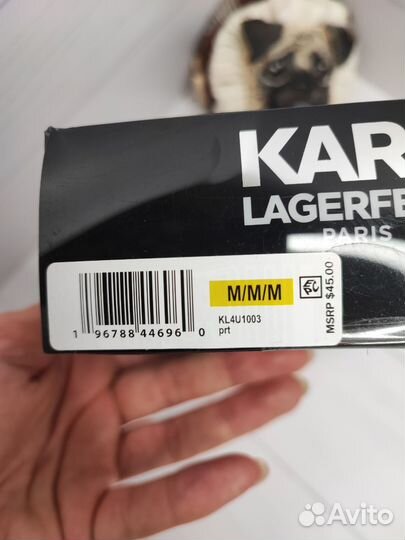 KAR
LAGERFE
PARIS
M/M/M
MSRP $45.00
1 96788 44696 0
KL4U1003
prt
Avito